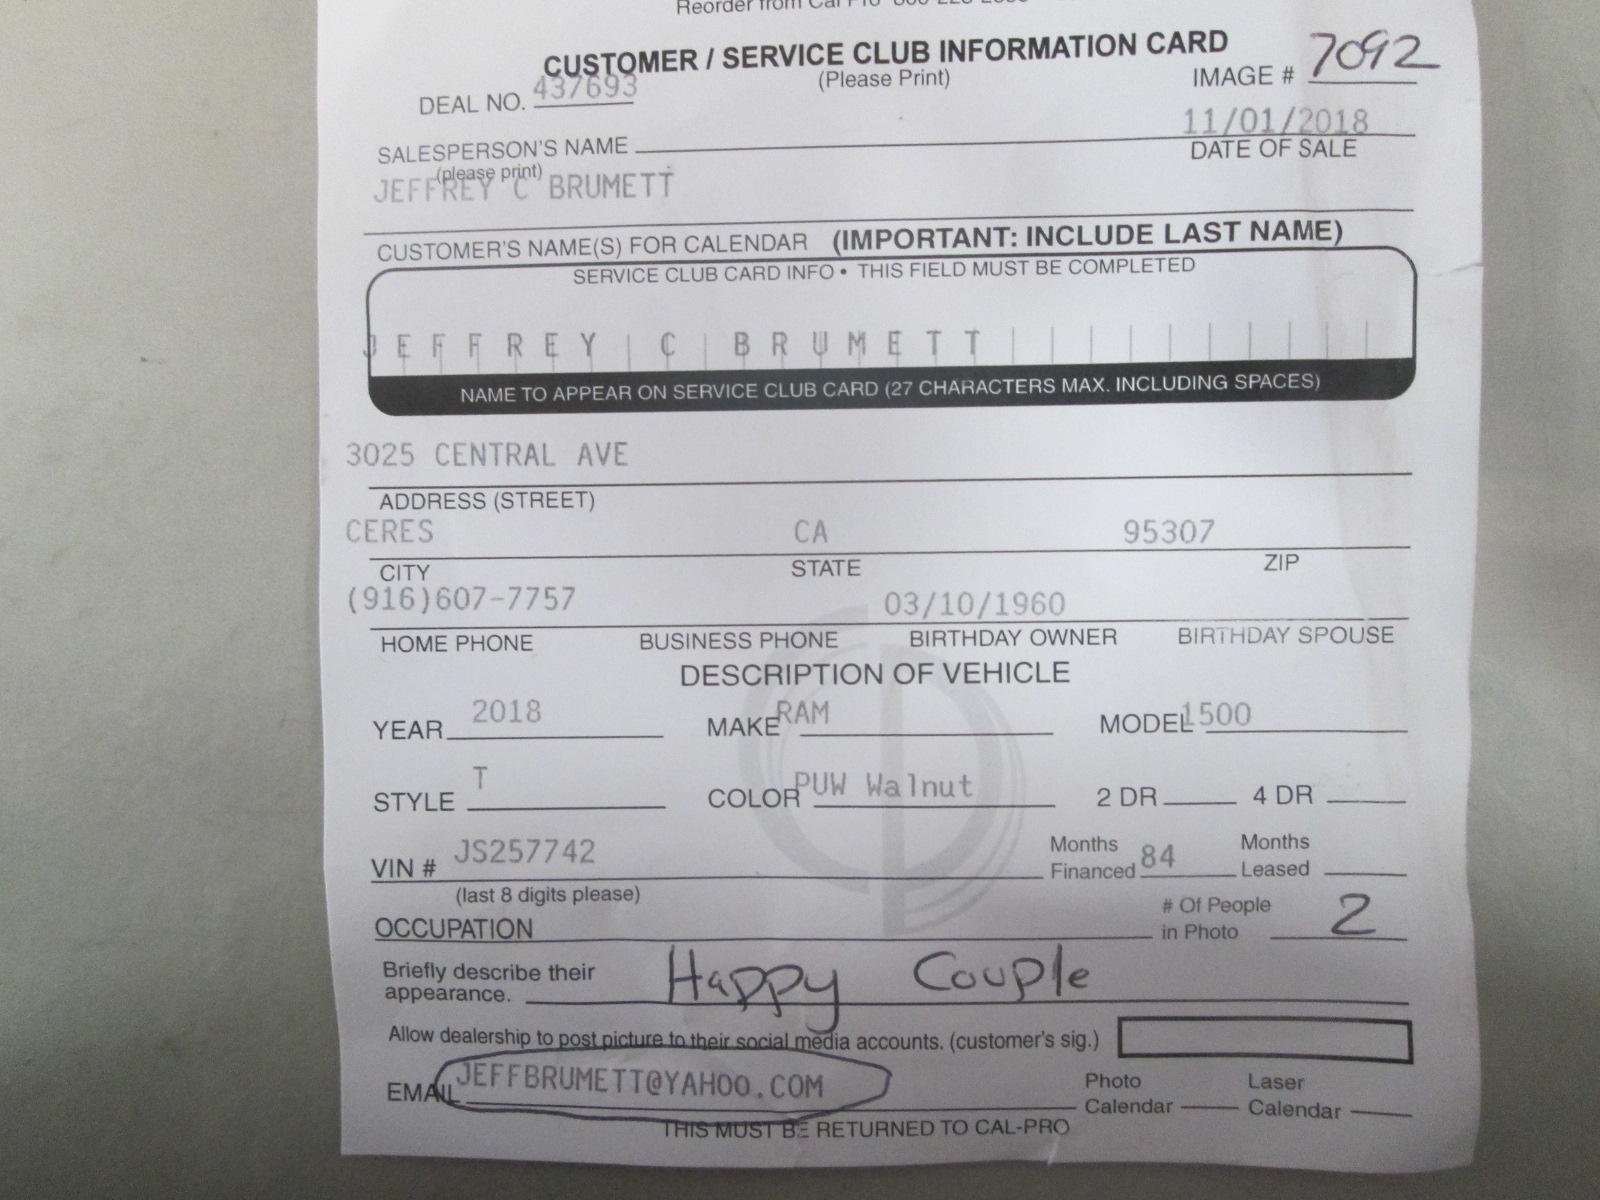 Reorder from Cal Pro
CUSTOMER / SERVICE CLUB INFORMATION CARD
(Please Print)
IMAGE # 7092
DEAL NO. 437693
11/01/2018
SALESPERSON'S NAME
DATE OF SALE
(please print)
JEFFREY C BRUMETT
CUSTOMER'S NAME(S) FOR CALENDAR (IMPORTANT: INCLUDE LAST NAME)
SERVICE CLUB CARD INFO • THIS FIELD MUST BE COMPLETED
JEFFREY C BRUMETT
NAME TO APPEAR ON SERVICE CLUB CARD (27 CHARACTERS MAX. INCLUDING SPACES)
3025 CENTRAL AVE
ADDRESS (STREET)
CERES CA 95307
CITY STATE ZIP
(916)607-7757 03/10/1960
HOME PHONE BUSINESS PHONE BIRTHDAY OWNER BIRTHDAY SPOUSE
DESCRIPTION OF VEHICLE
YEAR 2018 MAKE RAM MODEL 1500
STYLE T COLOR PUW Walnut 2 DR 4 DR
VIN # JS257742 Months Financed 84 Months Leased
(last 8 digits please)
OCCUPATION # Of People in Photo 2
Briefly describe their appearance. Happy Couple
Allow dealership to post picture to their social media accounts. (customer's sig.)
EMAIL JEFFBRUMETT@YAHOO.COM Photo Calendar Laser Calendar
THIS MUST BE RETURNED TO CAL-PRO